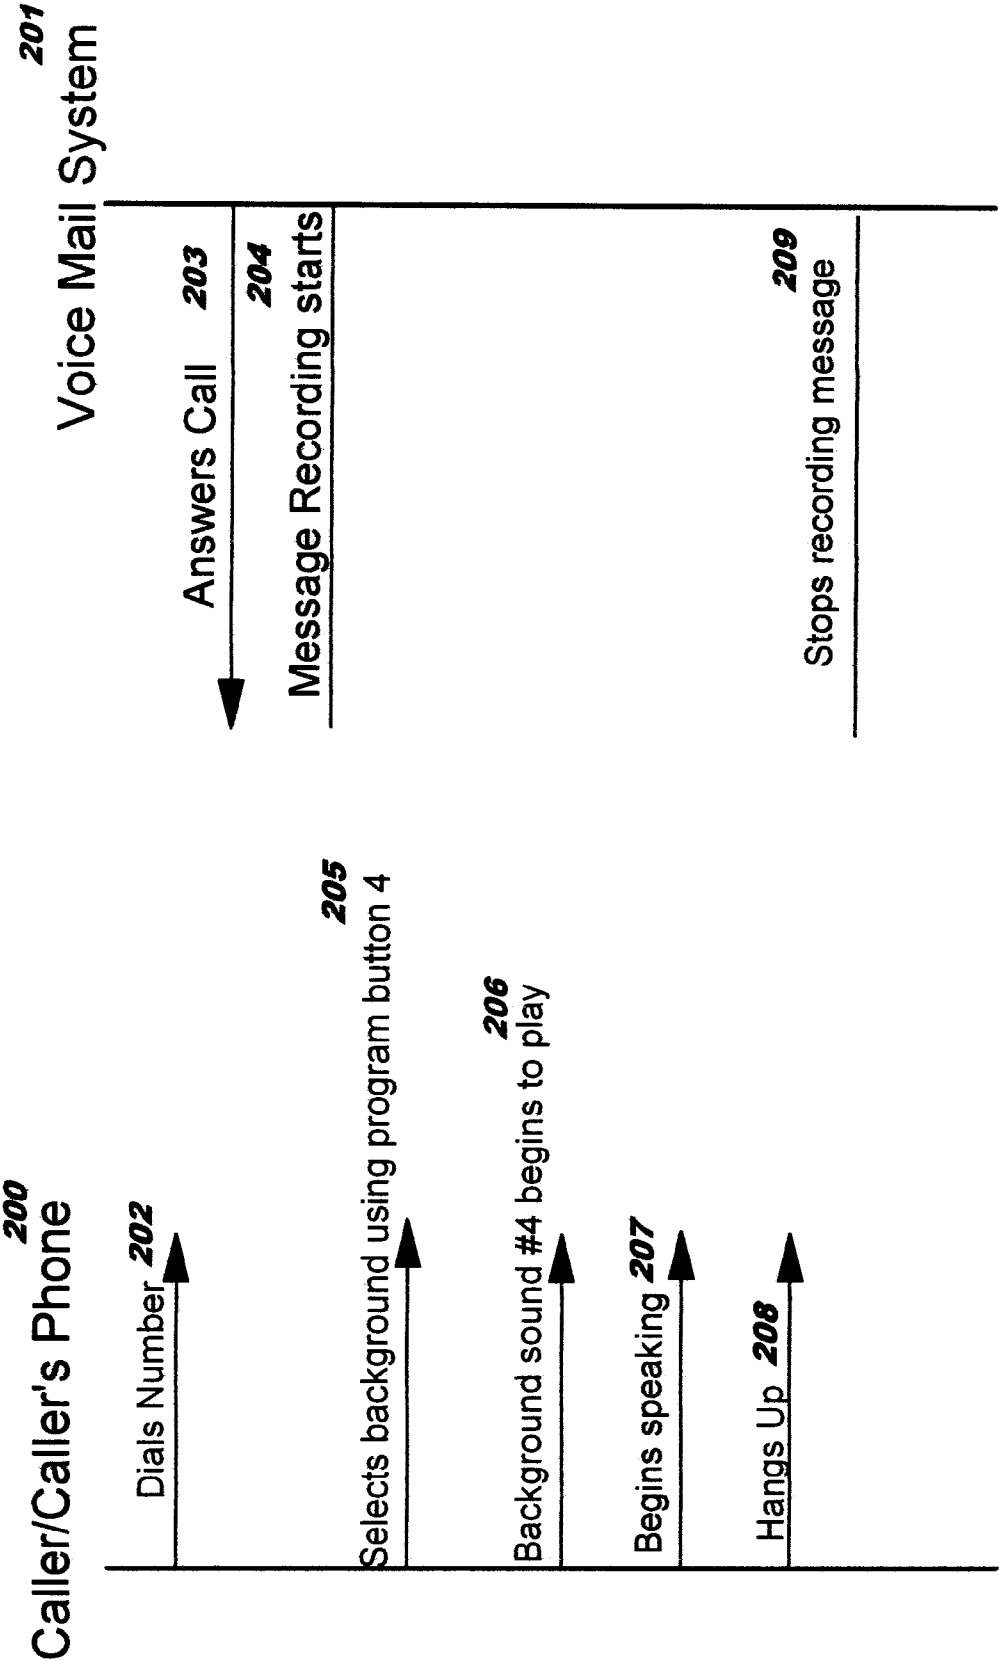 200
Caller/Caller's Phone
201
Voice Mail System
Dials Number 202
Answers Call 203
204
Message Recording starts
205
Selects background using program button 4
206
Background sound #4 begins to play
Begins speaking 207
Hangs Up 208
209
Stops recording message